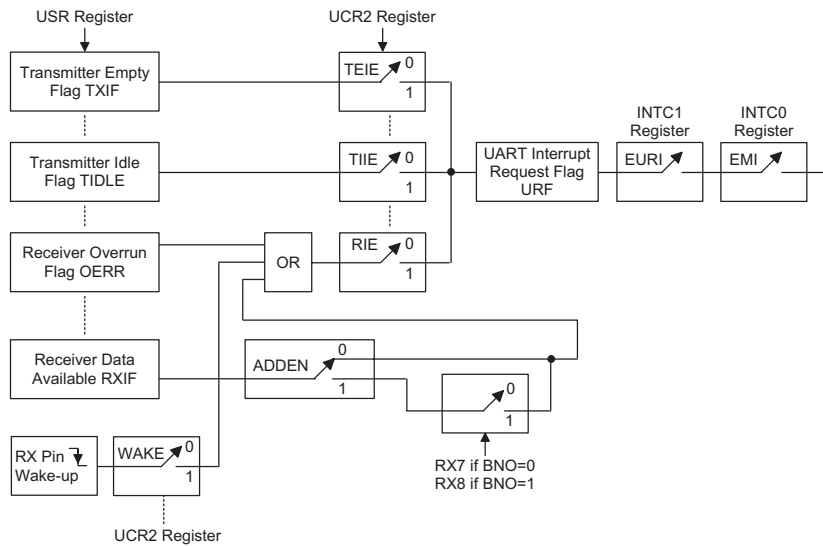 USR Register
UCR2 Register
Transmitter Empty
Flag TXIF
TEIE
0
1
INTC1
Register
INTC0
Register
Transmitter Idle
Flag TIDLE
TIIE
0
1
UART Interrupt
Request Flag
URF
EURI
EMI
Receiver Overrun
Flag OERR
OR
RIE
0
1
Receiver Data
Available RXIF
ADDEN
0
1
0
1
RX Pin
Wake-up
WAKE
0
1
RX7 if BNO=0
RX8 if BNO=1
UCR2 Register